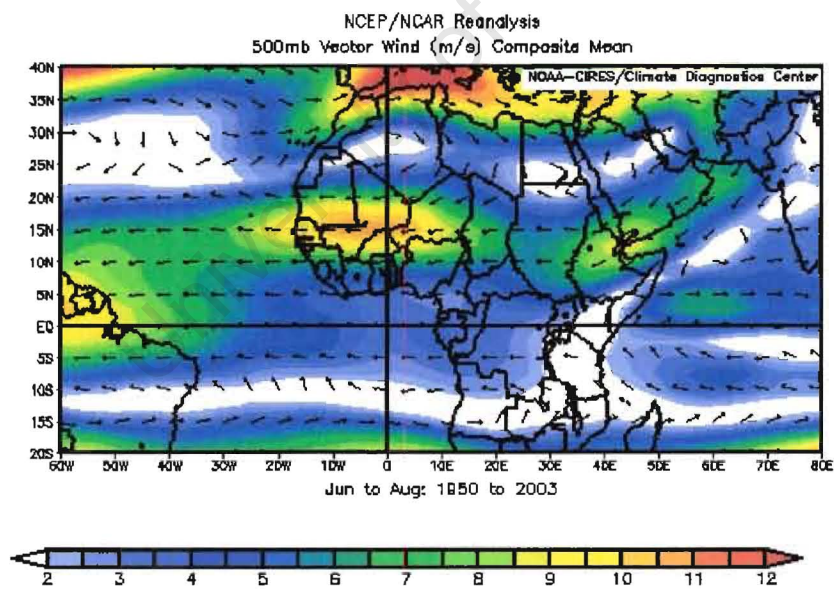 NCEP/NCAR Reanalysis
500mb Vector Wind (m/s) Composite Mean
NOAA-CIRES/Climate Diagnostics Center
40N
35N
30N
25N
20N
15N
10N
5N
EQ
5S
10S
15S
20S
60W 50W 40W 30W 20W 10W 0 10E 20E 30E 40E 50E 60E 70E 80E
Jun to Aug: 1950 to 2003
2 3 4 5 6 7 8 9 10 11 12